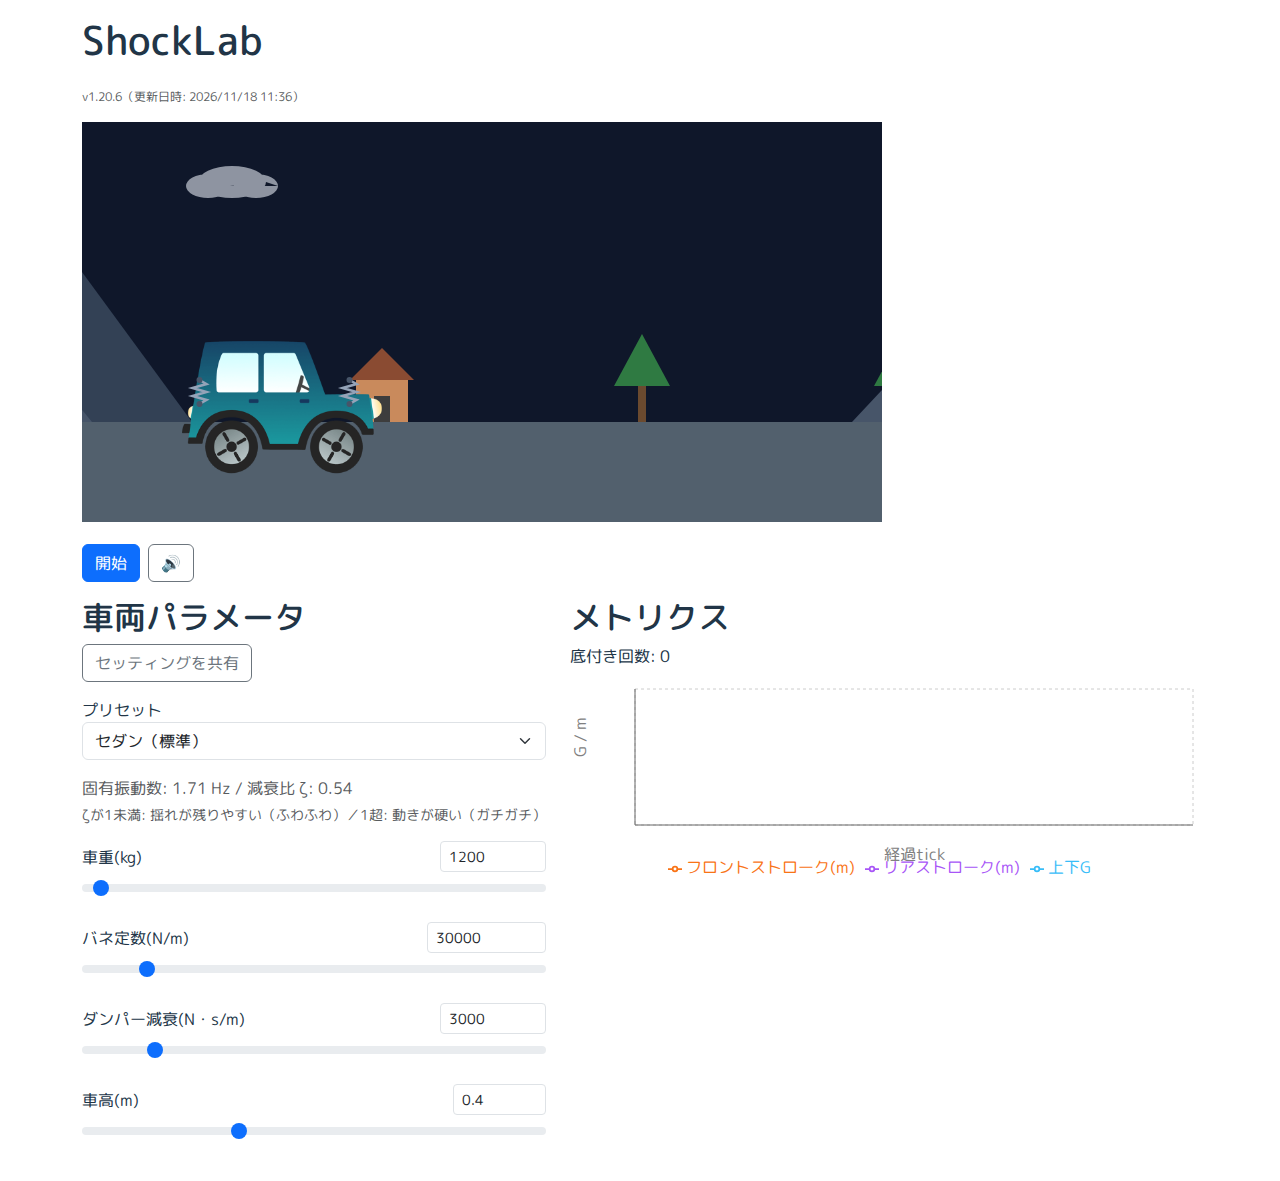 ShockLab
v1.20.6（更新日時: 2026/11/18 11:36）
開始
車両パラメータ
セッティングを共有
プリセット
セダン（標準）
固有振動数: 1.71 Hz / 減衰比 ζ: 0.54
ζが1未満: 揺れが残りやすい（ふわふわ）／1超: 動きが硬い（ガチガチ）
車重(kg)
1200
バネ定数(N/m)
30000
ダンパー減衰(N・s/m)
3000
車高(m)
0.4
メトリクス
底付き回数: 0
G / m
経過tick
フロントストローク(m) リアストローク(m) 上下G